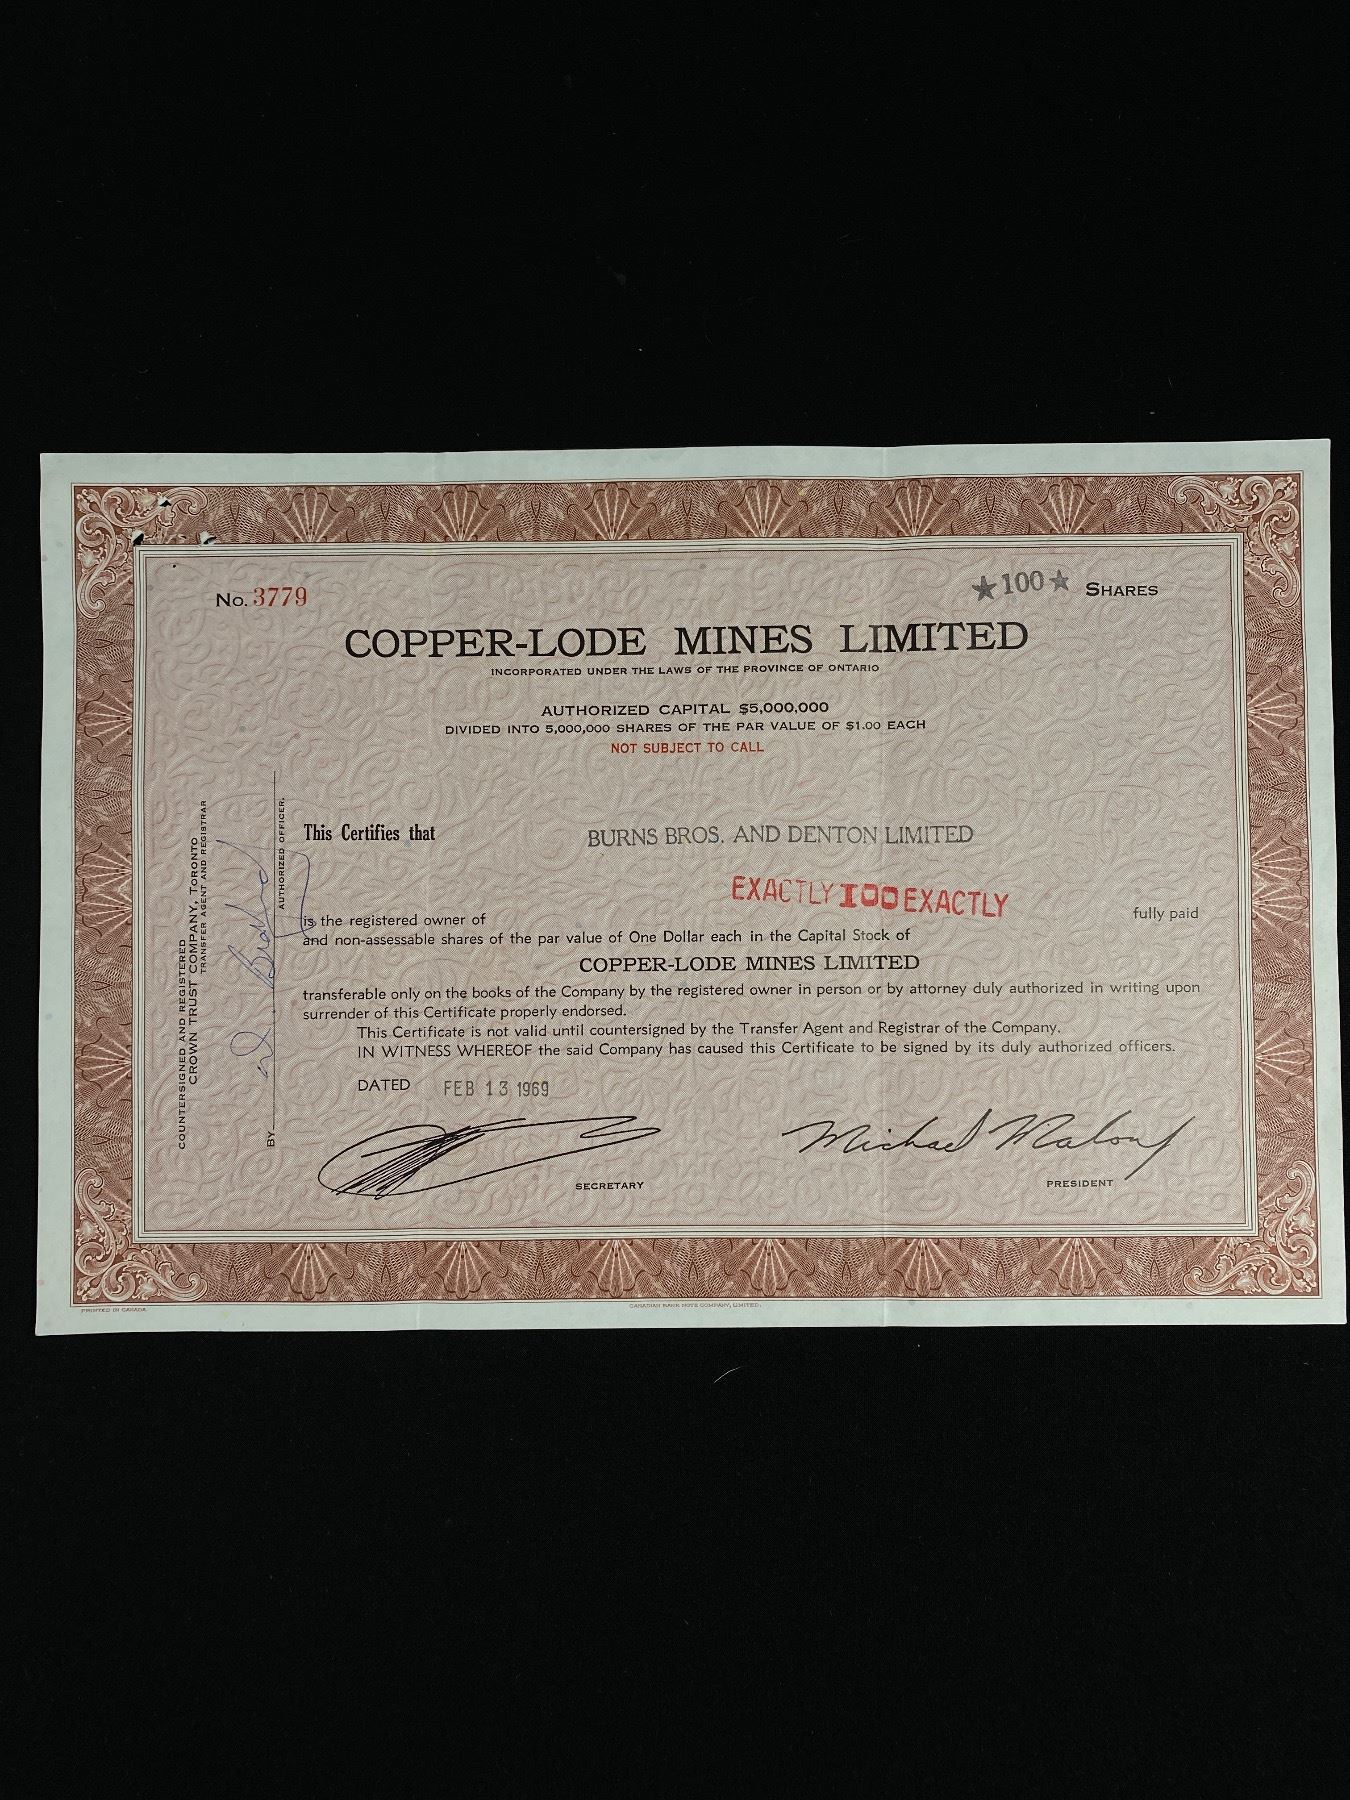 No. 3779
★100★ SHARES
COPPER-LODE MINES LIMITED
INCORPORATED UNDER THE LAWS OF THE PROVINCE OF ONTARIO
AUTHORIZED CAPITAL $5,000,000
DIVIDED INTO 5,000,000 SHARES OF THE PAR VALUE OF $1.00 EACH
NOT SUBJECT TO CALL
COUNTERSIGNED AND REGISTERED
CROWN TRUST COMPANY, TORONTO
TRANSFER AGENT AND REGISTRAR
BY
AUTHORIZED OFFICER.
This Certifies that BURNS BROS. AND DENTON LIMITED
EXACTLY 100 EXACTLY
is the registered owner of fully paid
and non-assessable shares of the par value of One Dollar each in the Capital Stock of
COPPER-LODE MINES LIMITED
transferable only on the books of the Company by the registered owner in person or by attorney duly authorized in writing upon
surrender of this Certificate properly endorsed.
This Certificate is not valid until countersigned by the Transfer Agent and Registrar of the Company.
IN WITNESS WHEREOF the said Company has caused this Certificate to be signed by its duly authorized officers.
DATED FEB 13 1969
Michael Malouf
SECRETARY
PRESIDENT
PRINTED IN CANADA
CANADIAN BANK NOTE COMPANY, LIMITED.